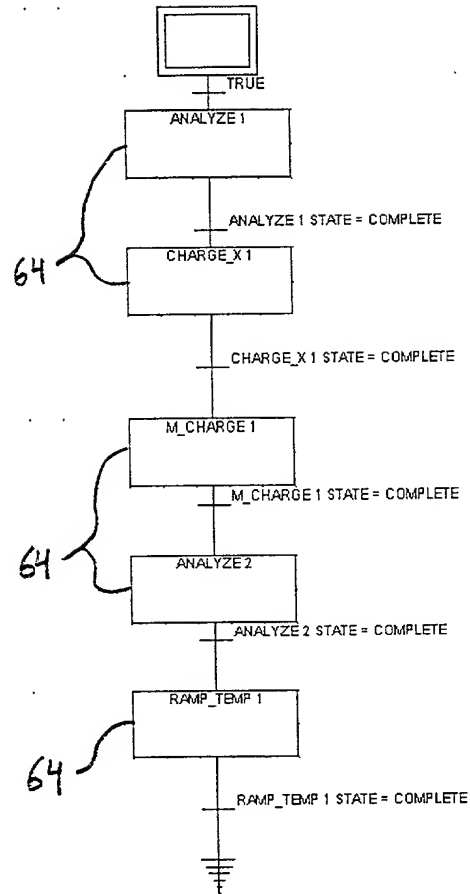 TRUE
ANALYZE 1
ANALYZE 1 STATE = COMPLETE
64
CHARGE_X 1
CHARGE_X 1 STATE = COMPLETE
M_CHARGE 1
M_CHARGE 1 STATE = COMPLETE
64
ANALYZE 2
ANALYZE 2 STATE = COMPLETE
RAMP_TEMP 1
64
RAMP_TEMP 1 STATE = COMPLETE